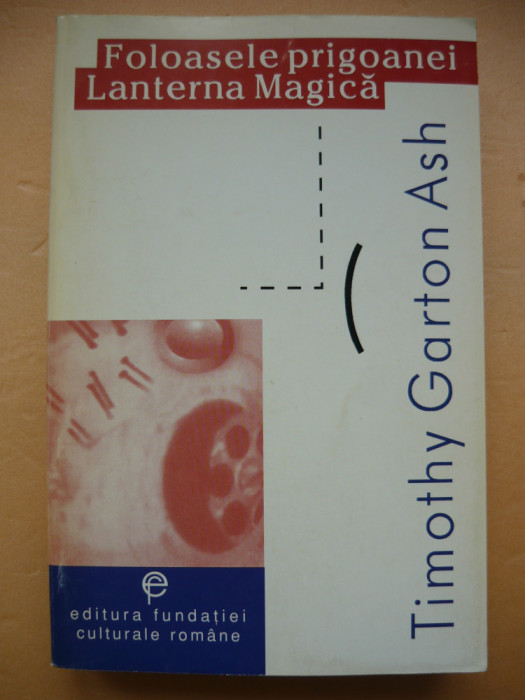 Foloasele prigoanei
Lanterna Magică
Timothy Garton Ash
editura fundației
culturale române